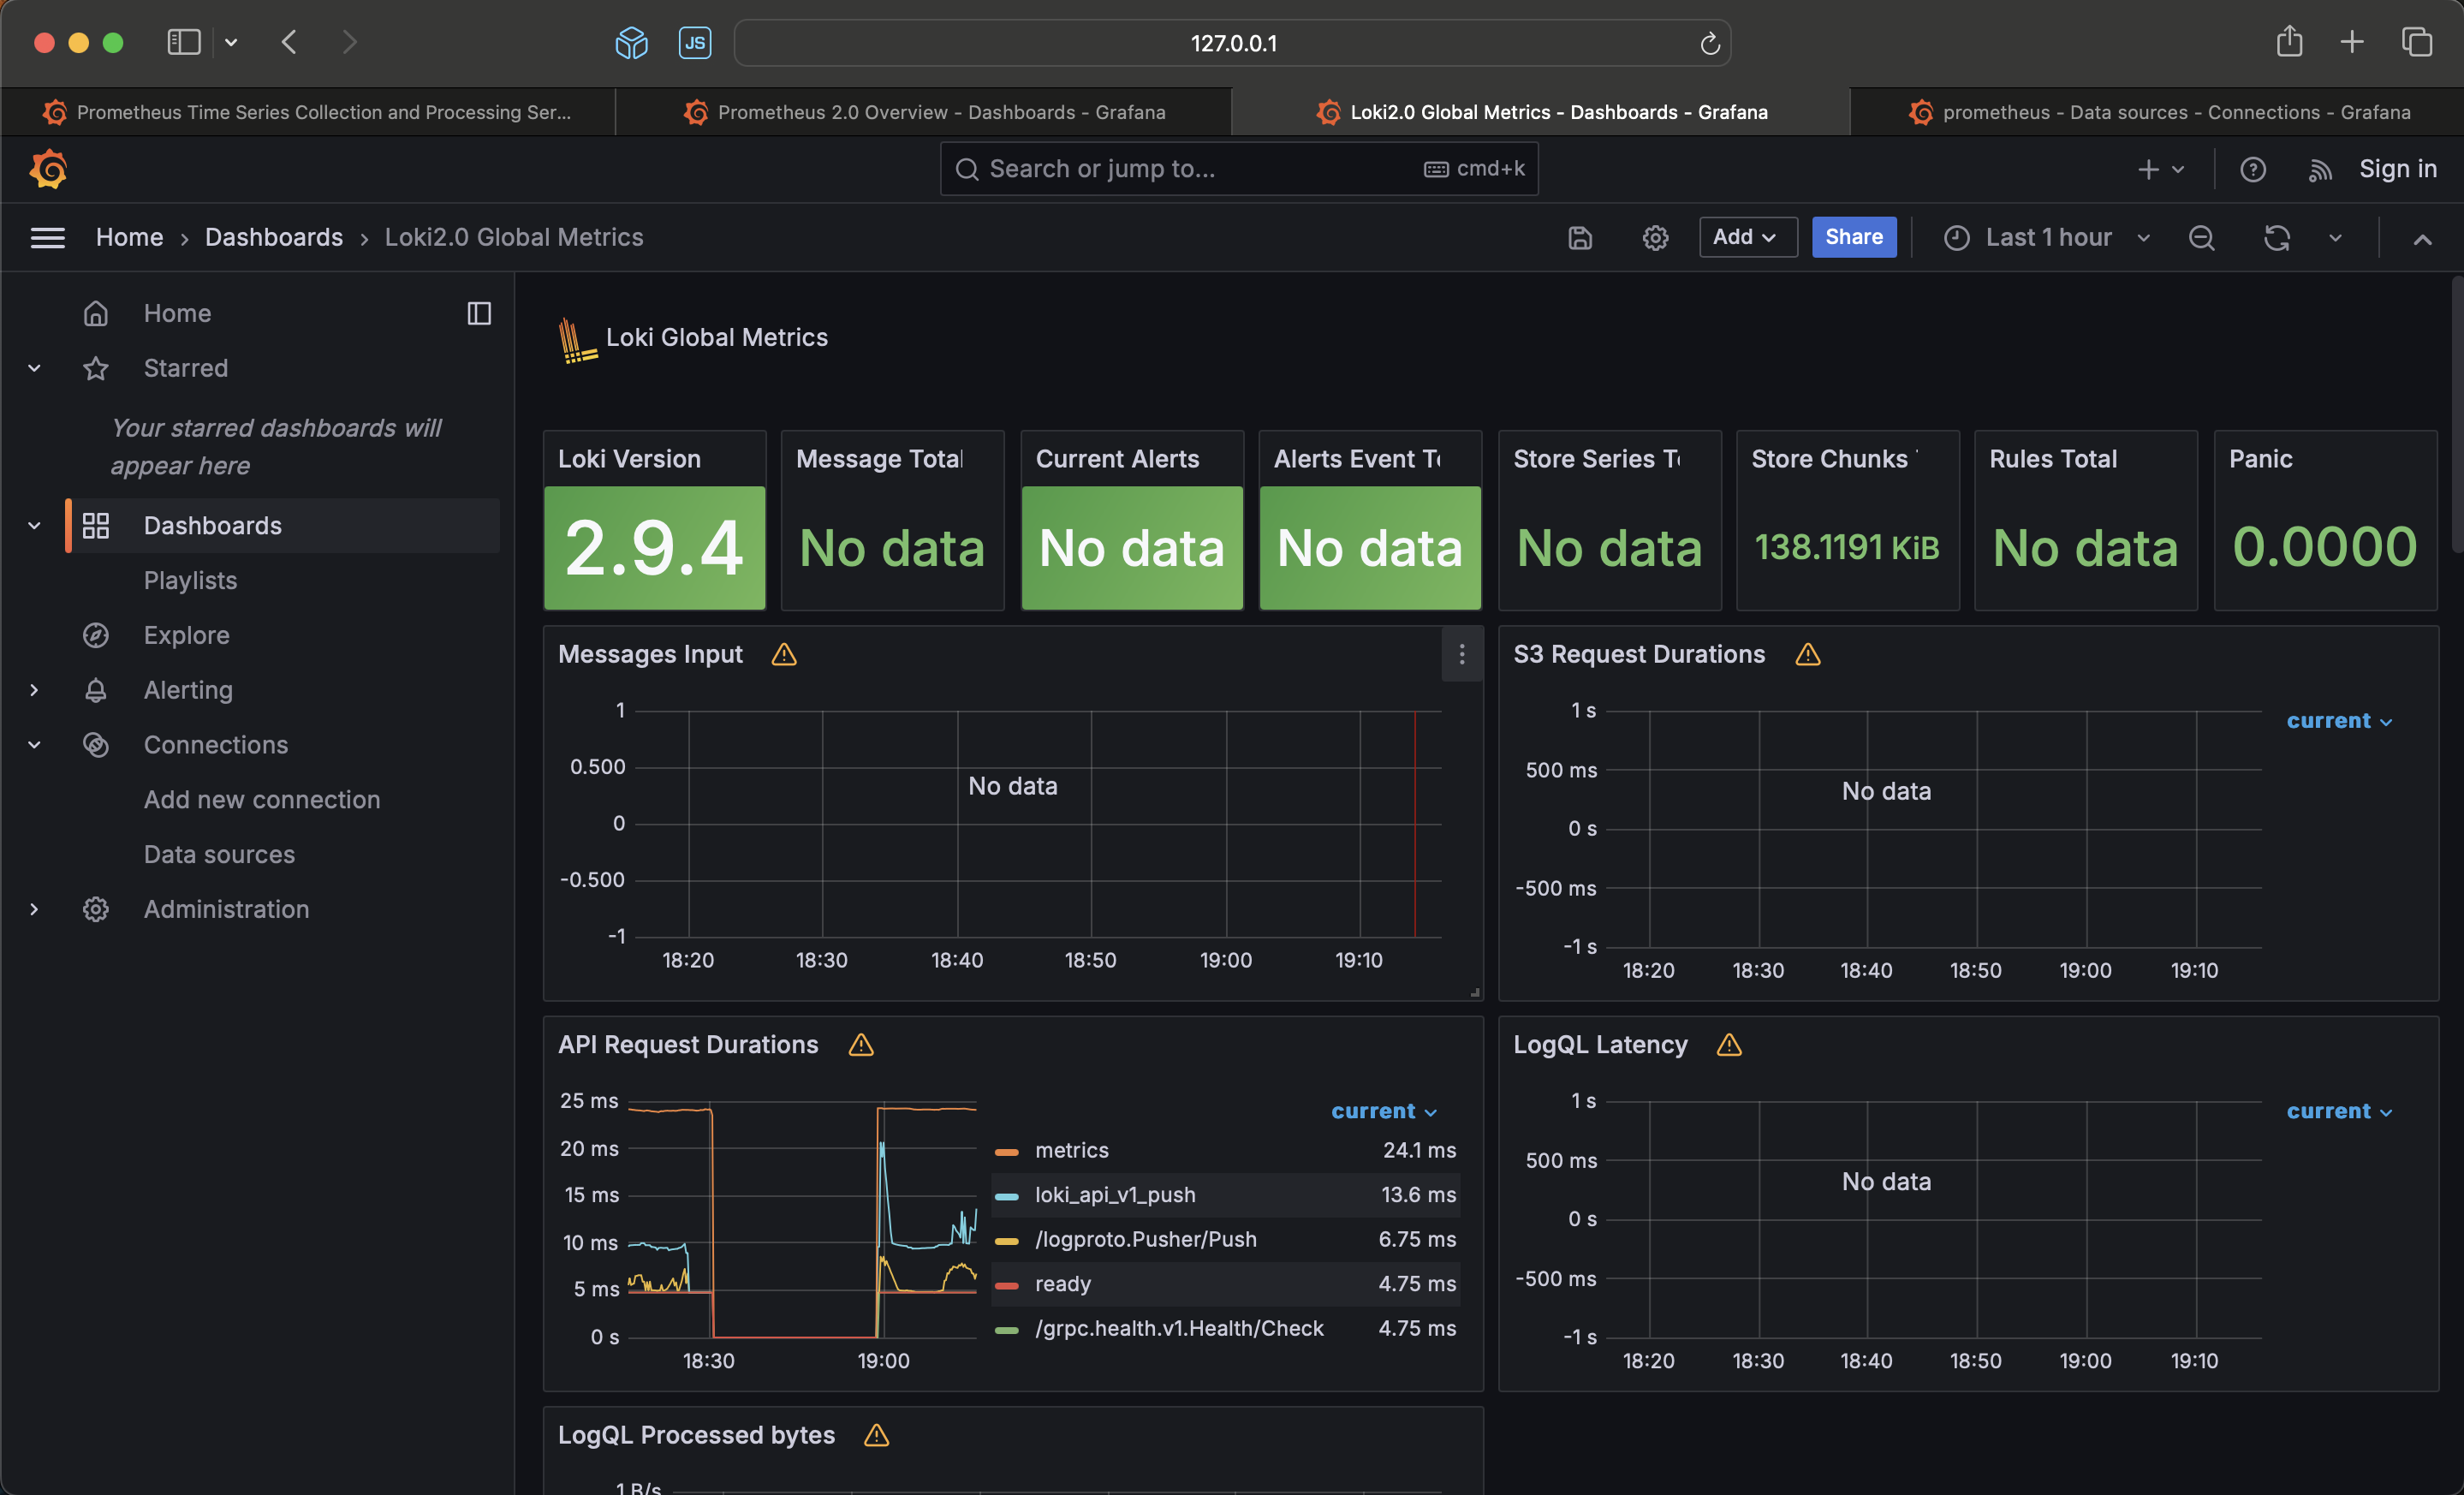 127.0.0.1
JS
Prometheus Time Series Collection and Processing Ser...
Prometheus 2.0 Overview - Dashboards - Grafana
Loki2.0 Global Metrics - Dashboards - Grafana
prometheus - Data sources - Connections - Grafana
Search or jump to...
cmd+k
Sign in
Home
Dashboards
Loki2.0 Global Metrics
Add
Share
Last 1 hour
Home
Starred
Your starred dashboards will
appear here
Dashboards
Playlists
Explore
Alerting
Connections
Add new connection
Data sources
Administration
Loki Global Metrics
Loki Version
2.9.4
Message Total
No data
Current Alerts
No data
Alerts Event To
No data
Store Series To
No data
Store Chunks
138.1191 KiB
Rules Total
No data
Panic
0.0000
Messages Input
1
0.500
0
-0.500
-1
No data
18:20
18:30
18:40
18:50
19:00
19:10
S3 Request Durations
1 s
500 ms
0 s
-500 ms
-1 s
No data
current
18:20
18:30
18:40
18:50
19:00
19:10
API Request Durations
25 ms
20 ms
15 ms
10 ms
5 ms
0 s
18:30
19:00
current
metrics 24.1 ms
loki_api_v1_push 13.6 ms
/logproto.Pusher/Push 6.75 ms
ready 4.75 ms
/grpc.health.v1.Health/Check 4.75 ms
LogQL Latency
1 s
500 ms
0 s
-500 ms
-1 s
No data
current
18:20
18:30
18:40
18:50
19:00
19:10
LogQL Processed bytes
1 B/s